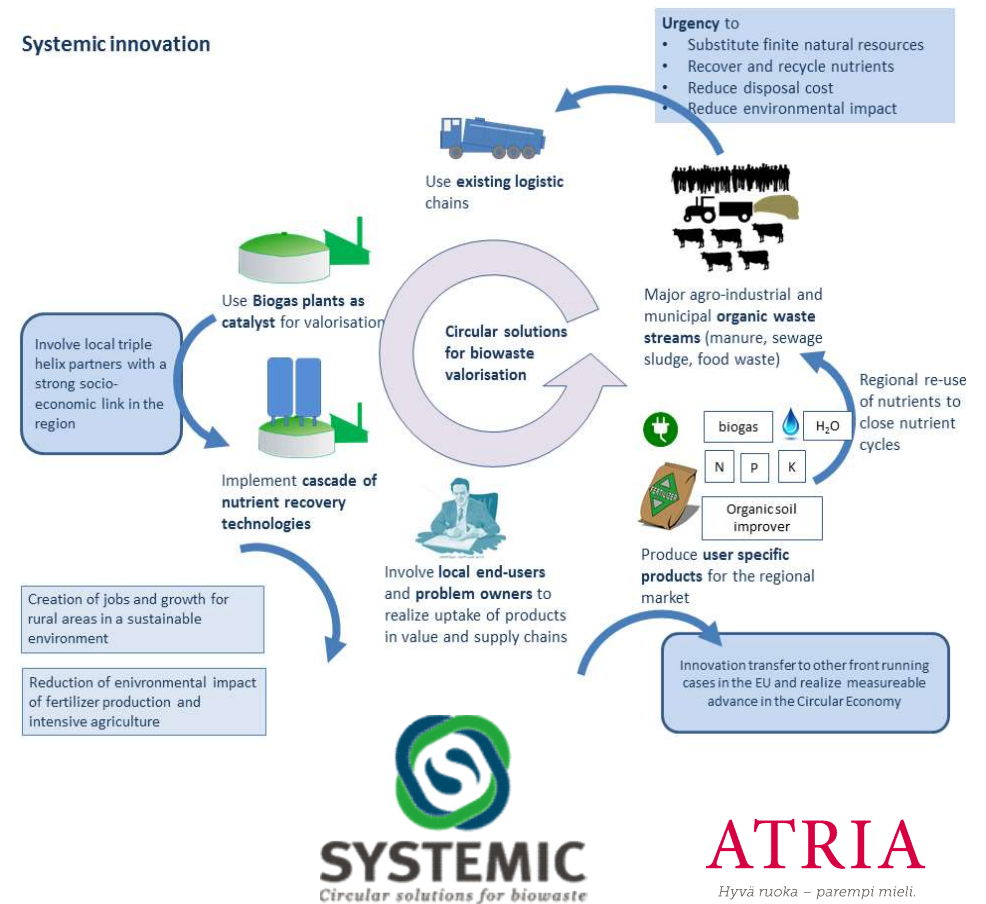 Systemic innovation
Urgency to
• Substitute finite natural resources
• Recover and recycle nutrients
• Reduce disposal cost
• Reduce environmental impact
Use existing logistic
chains
Use Biogas plants as
catalyst for valorisation
Circular solutions
for biowaste
valorisation
Major agro-industrial and
municipal organic waste
streams (manure, sewage
sludge, food waste)
Involve local triple
helix partners with a
strong socio-
economic link in the
region
Regional re-use
of nutrients to
close nutrient
cycles
biogas
H₂O
N
P
K
FERTILIZER
Organic soil
improver
Implement cascade of
nutrient recovery
technologies
Produce user specific
products for the regional
market
Involve local end-users
and problem owners to
realize uptake of products
in value and supply chains
Creation of jobs and growth for
rural areas in a sustainable
environment
Reduction of enivironmental impact
of fertilizer production and
intensive agriculture
Innovation transfer to other front running
cases in the EU and realize measureable
advance in the Circular Economy
SYSTEMIC
Circular solutions for biowaste
ATRIA
Hyvä ruoka – parempi mieli.